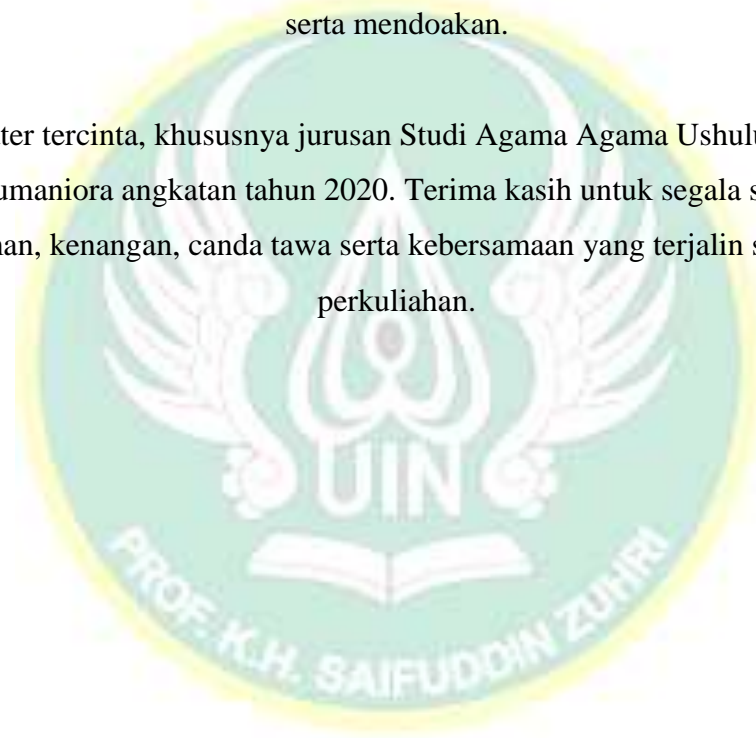 serta mendoakan.
ter tercinta, khususnya jurusan Studi Agama Agama Ushulu
umaniora angkatan tahun 2020. Terima kasih untuk segala s
an, kenangan, canda tawa serta kebersamaan yang terjalin s
perkuliahan.
UIN
PROF. K.H. SAIFUDDIN ZUHRI